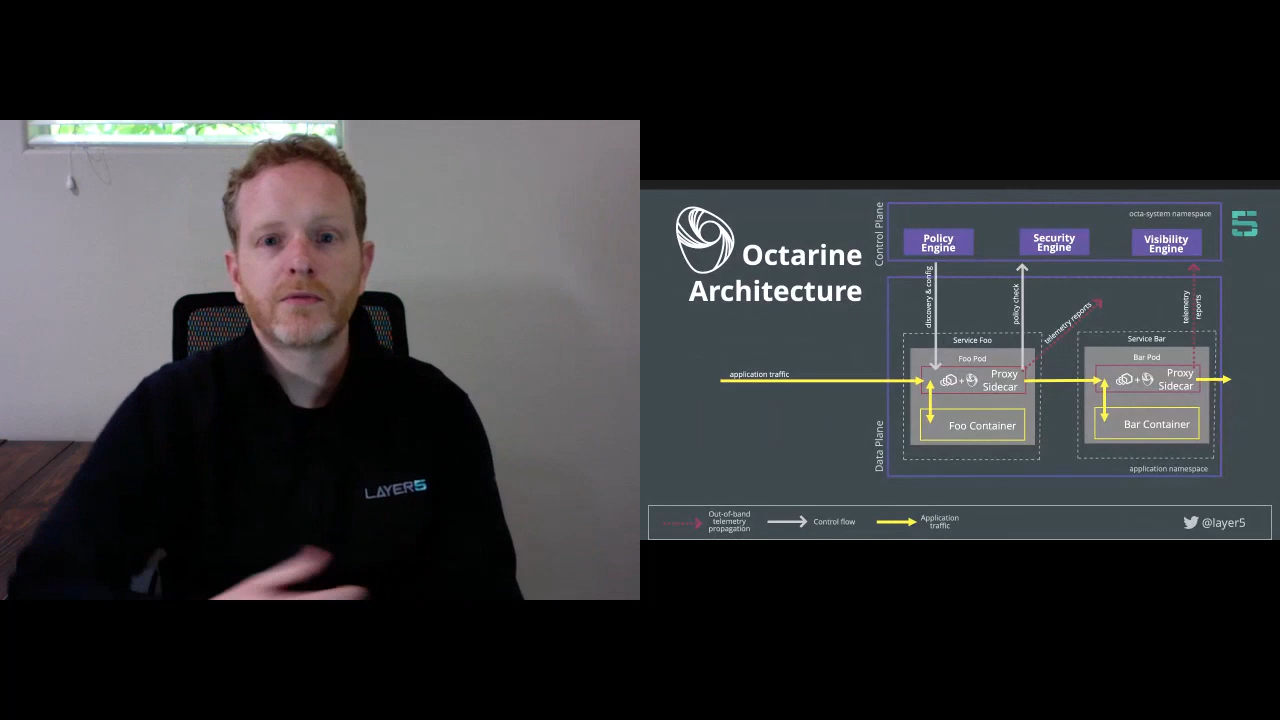 LAYER5
Octarine
Architecture
Control Plane
octa-system namespace
5
Policy
Engine
Security
Engine
Visibility
Engine
discovery & config
policy check
telemetry reports
telemetry
reports
Service Foo
Foo Pod
Service Bar
Bar Pod
application traffic
+
Proxy
Sidecar
+
Proxy
Sidecar
Foo Container
Bar Container
Data Plane
application namespace
Out-of-band
telemetry
propagation
Control flow
Application
traffic
@layer5